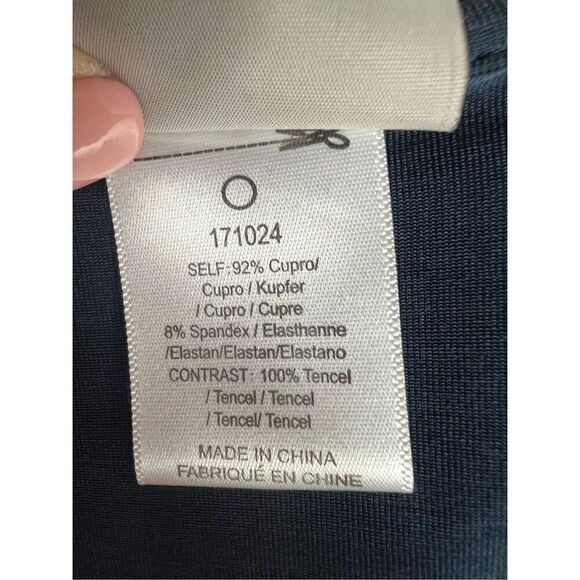 171024
SELF: 92% Cupro/
Cupro / Kupfer
/ Cupro / Cupre
8% Spandex / Elasthanne
/Elastan/Elastan/Elastano
CONTRAST: 100% Tencel
/ Tencel / Tencel
/ Tencel/ Tencel
MADE IN CHINA
FABRIQUÉ EN CHINE